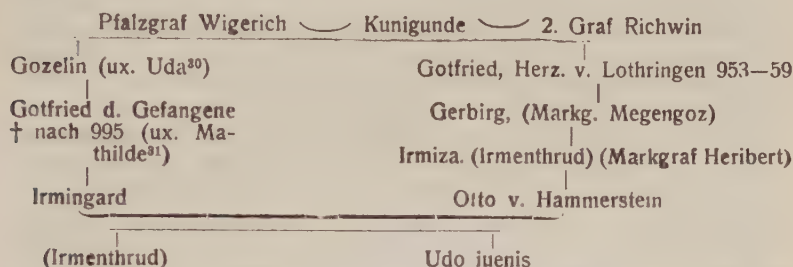 Pfalzgraf Wigerich Kunigunde 2. Graf Richwin
Gozelin (ux. Uda³⁰) Gotfried, Herz. v. Lothringen 953—59
Gotfried d. Gefangene Gerbirg, (Markg. Megengoz)
† nach 995 (ux. Ma-
thilde³¹) Irmiza. (Irmenthrud) (Markgraf Heribert)
Irmingard Otto v. Hammerstein
(Irmenthrud) Udo juenis